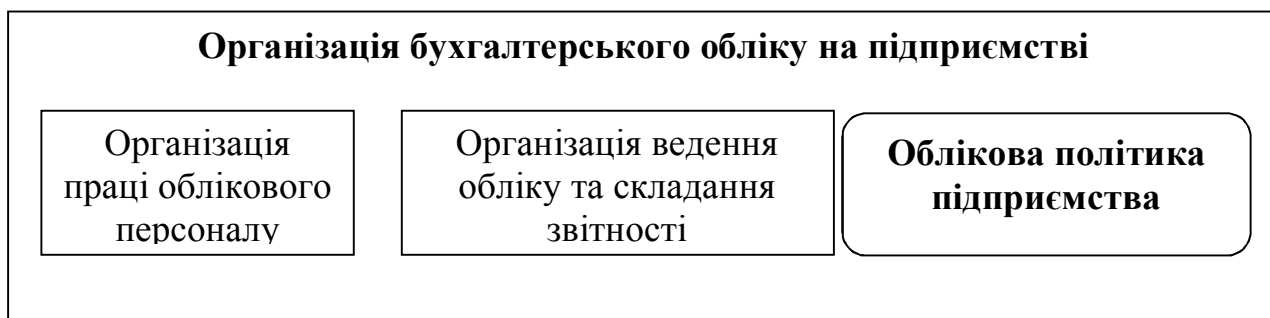 Організація бухгалтерського обліку на підприємстві
Організація
праці облікового
персоналу
Організація ведення
обліку та складання
звітності
Облікова політика
підприємства